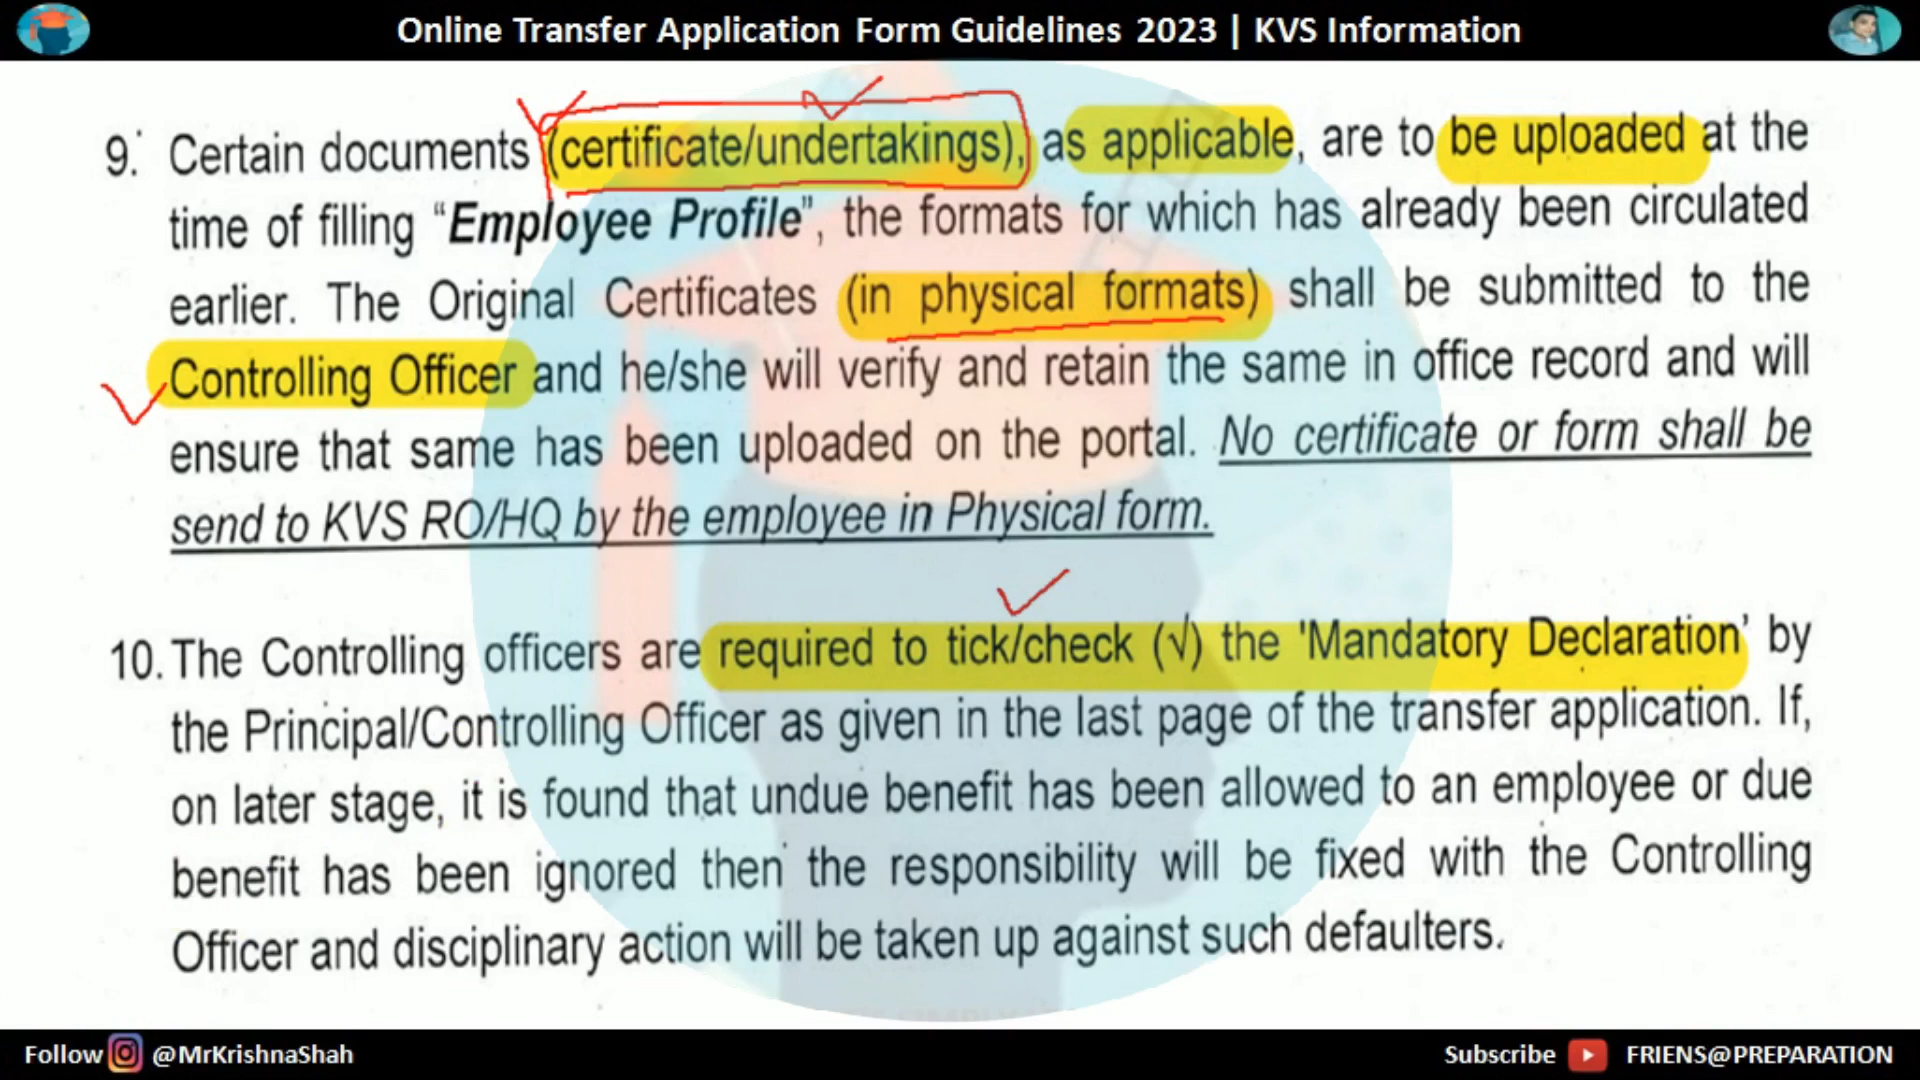 Online Transfer Application Form Guidelines 2023 | KVS Information
9. Certain documents (certificate/undertakings), as applicable, are to be uploaded at the
time of filling “Employee Profile”, the formats for which has already been circulated
earlier. The Original Certificates (in physical formats) shall be submitted to the
Controlling Officer and he/she will verify and retain the same in office record and will
ensure that same has been uploaded on the portal. No certificate or form shall be
send to KVS RO/HQ by the employee in Physical form.
10. The Controlling officers are required to tick/check (√) the 'Mandatory Declaration’ by
the Principal/Controlling Officer as given in the last page of the transfer application. If,
on later stage, it is found that undue benefit has been allowed to an employee or due
benefit has been ignored then the responsibility will be fixed with the Controlling
Officer and disciplinary action will be taken up against such defaulters.
Follow @MrKrishnaShah
Subscribe FRIENS@PREPARATION